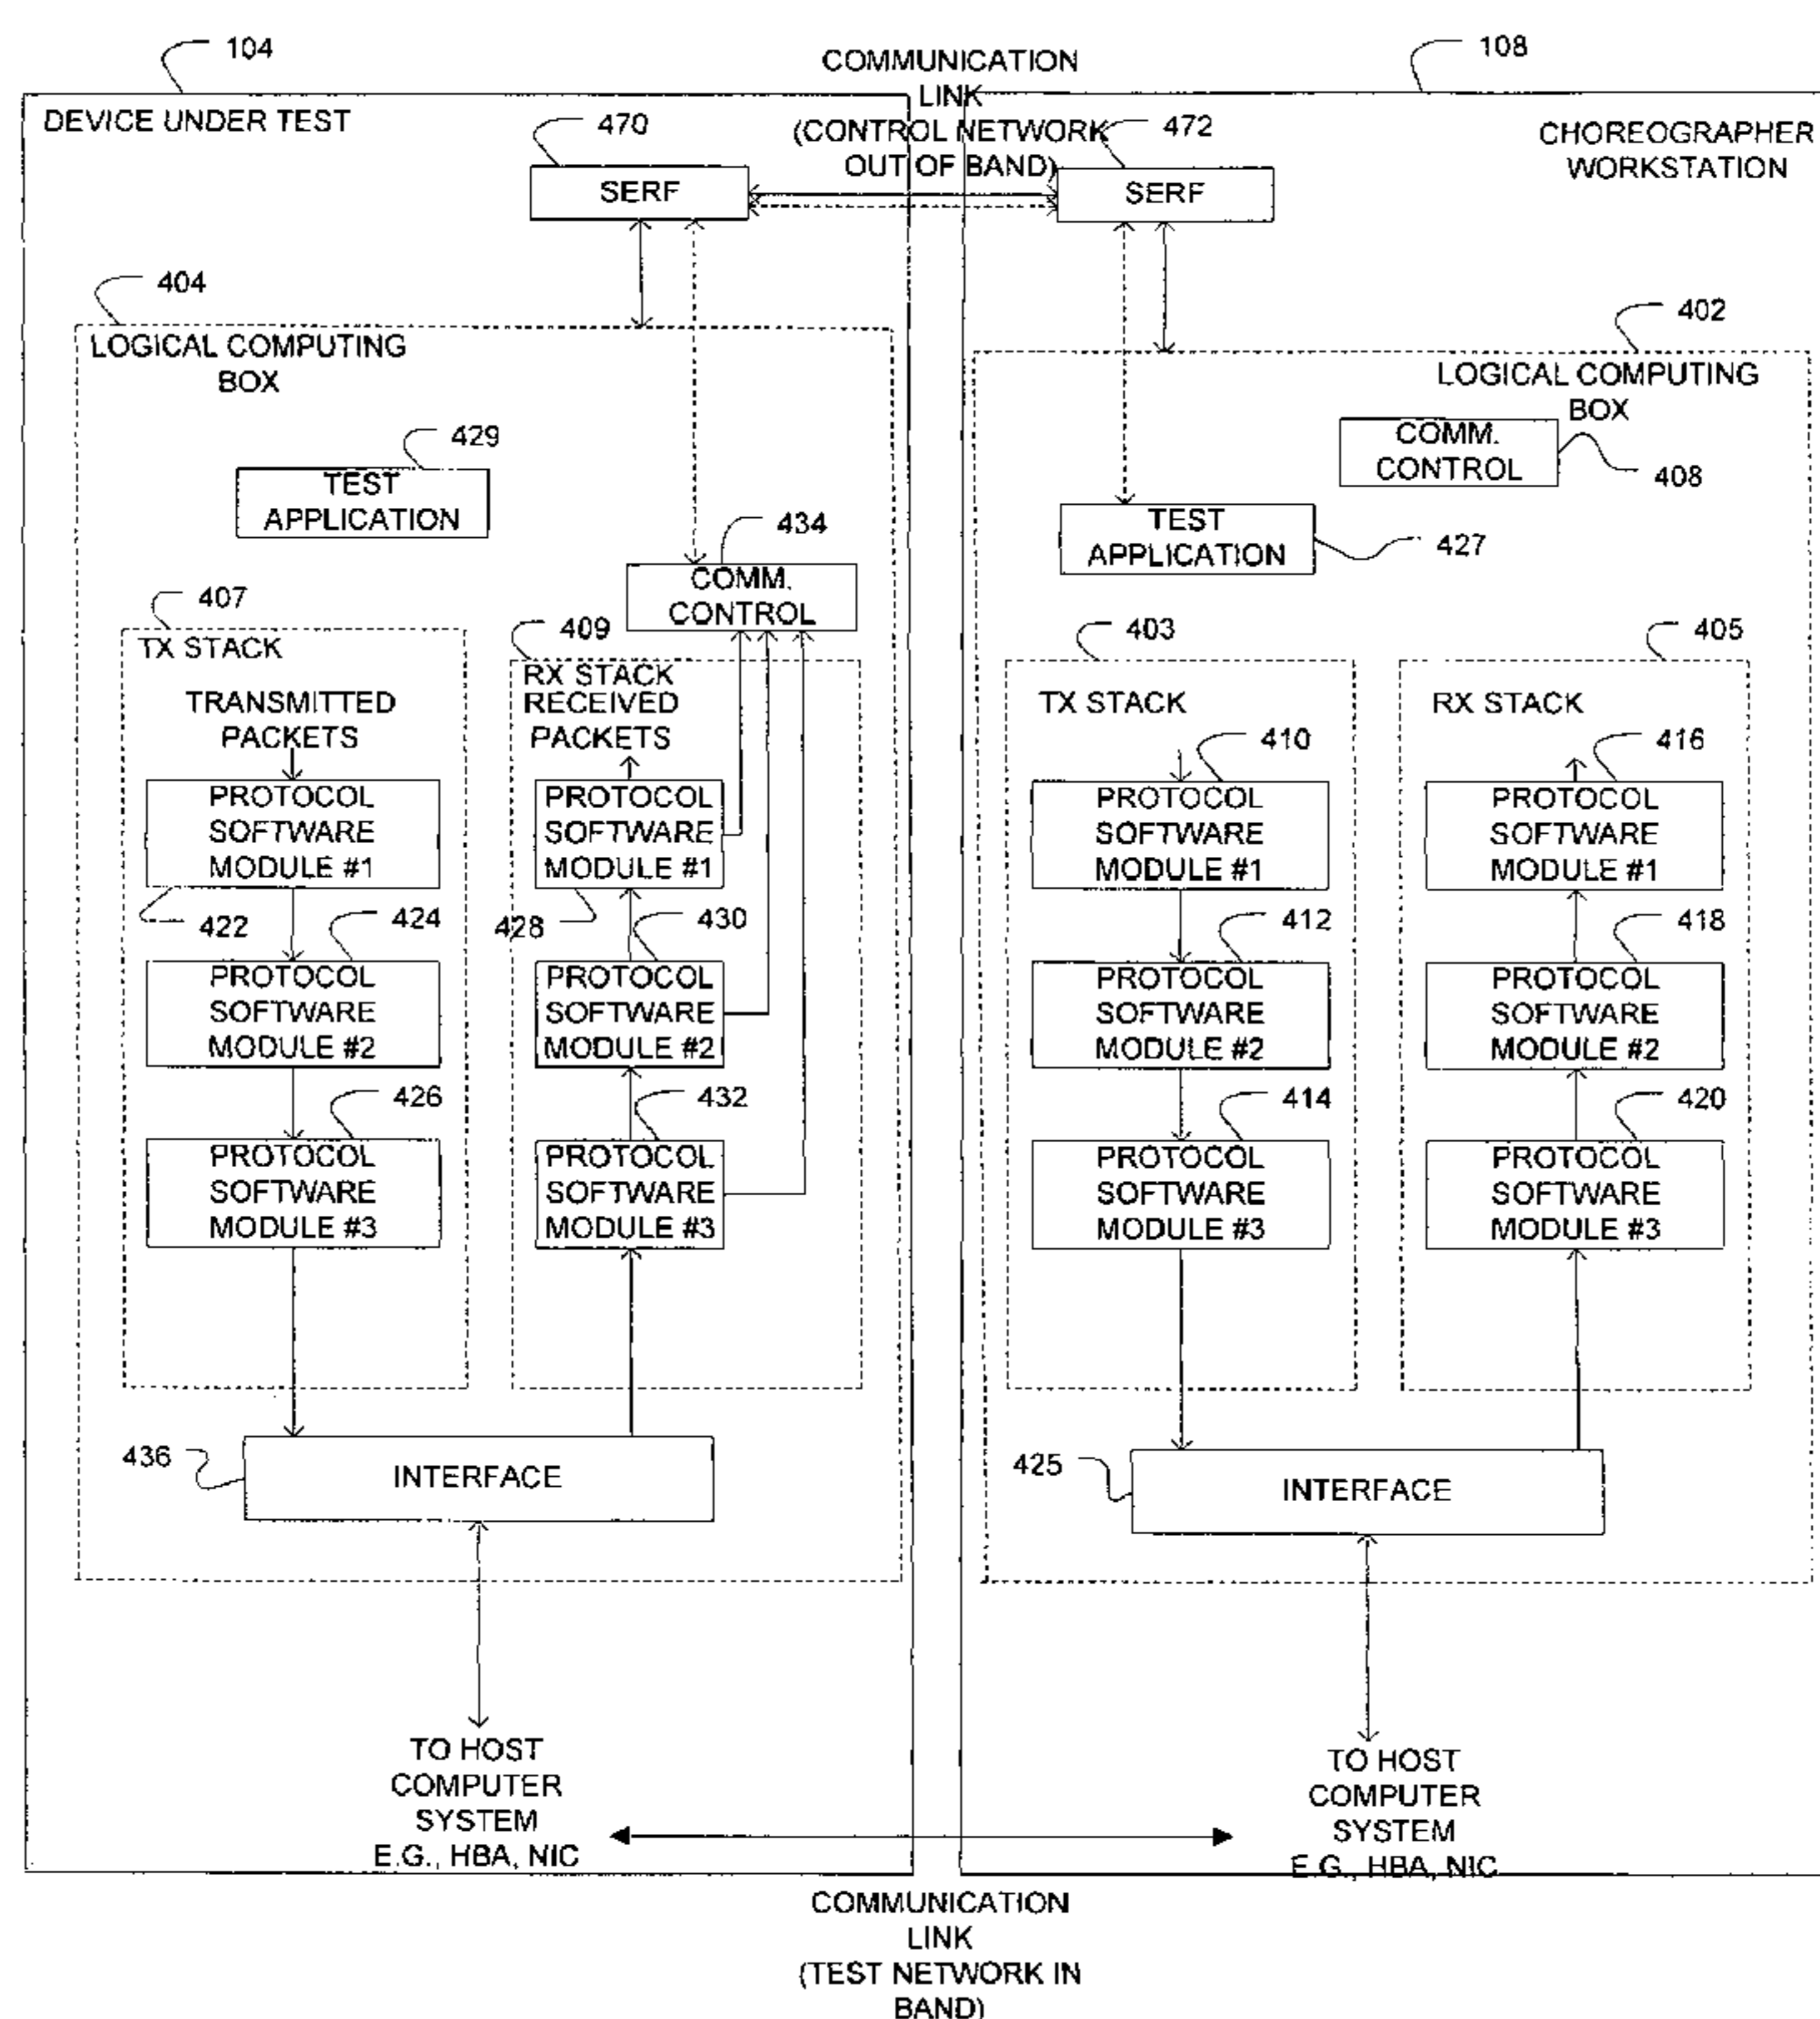 104
COMMUNICATION
LINK
(CONTROL NETWORK
OUT OF BAND)
108
DEVICE UNDER TEST
470
472
CHOREOGRAPHER
WORKSTATION
SERF
SERF
404
LOGICAL COMPUTING
BOX
402
LOGICAL COMPUTING
BOX
429
TEST
APPLICATION
COMM.
CONTROL
408
434
COMM.
CONTROL
TEST
APPLICATION
427
407
TX STACK
TRANSMITTED
PACKETS
409
RX STACK
RECEIVED
PACKETS
403
TX STACK
405
RX STACK
PROTOCOL
SOFTWARE
MODULE #1
422
PROTOCOL
SOFTWARE
MODULE #1
428
410
PROTOCOL
SOFTWARE
MODULE #1
416
PROTOCOL
SOFTWARE
MODULE #1
424
PROTOCOL
SOFTWARE
MODULE #2
430
PROTOCOL
SOFTWARE
MODULE #2
412
PROTOCOL
SOFTWARE
MODULE #2
418
PROTOCOL
SOFTWARE
MODULE #2
426
PROTOCOL
SOFTWARE
MODULE #3
432
PROTOCOL
SOFTWARE
MODULE #3
414
PROTOCOL
SOFTWARE
MODULE #3
420
PROTOCOL
SOFTWARE
MODULE #3
436
INTERFACE
425
INTERFACE
TO HOST
COMPUTER
SYSTEM
E.G., HBA, NIC
TO HOST
COMPUTER
SYSTEM
E.G., HBA, NIC
COMMUNICATION
LINK
(TEST NETWORK IN
BAND)